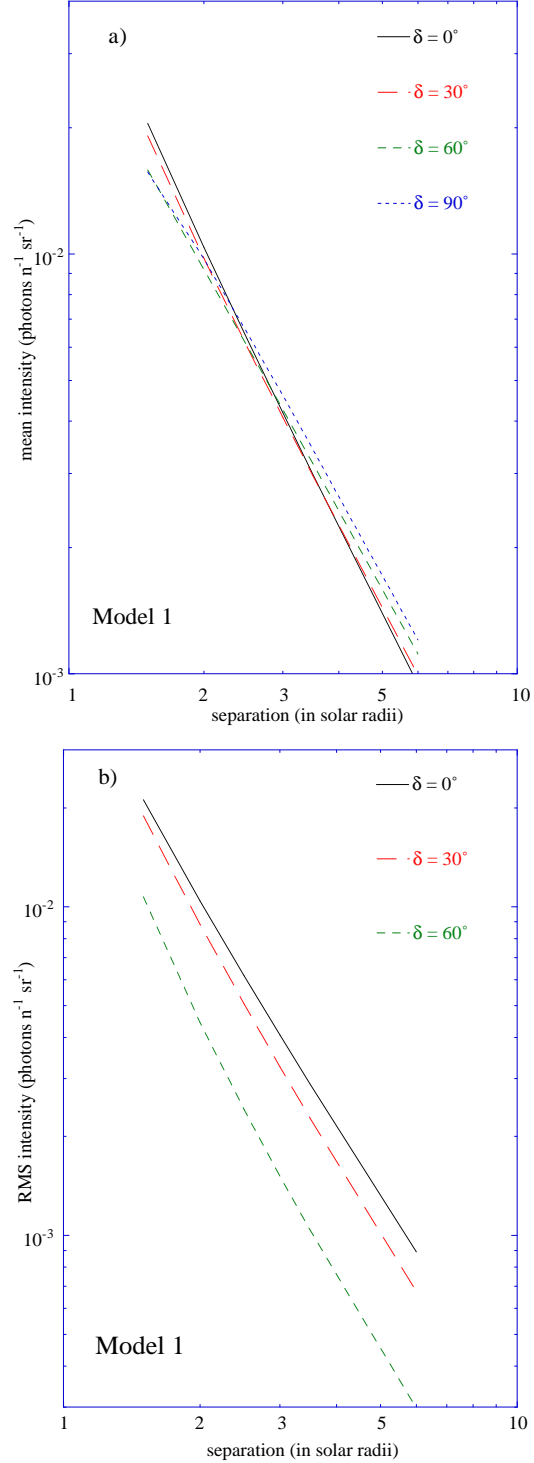 a)
δ = 0°
δ = 30°
δ = 60°
δ = 90°
10⁻²
mean intensity (photons n⁻¹ sr⁻¹)
Model 1
10⁻³
1
2
3
5
10
separation (in solar radii)
b)
δ = 0°
δ = 30°
δ = 60°
10⁻²
RMS intensity (photons n⁻¹ sr⁻¹)
10⁻³
Model 1
1
2
3
5
10
separation (in solar radii)